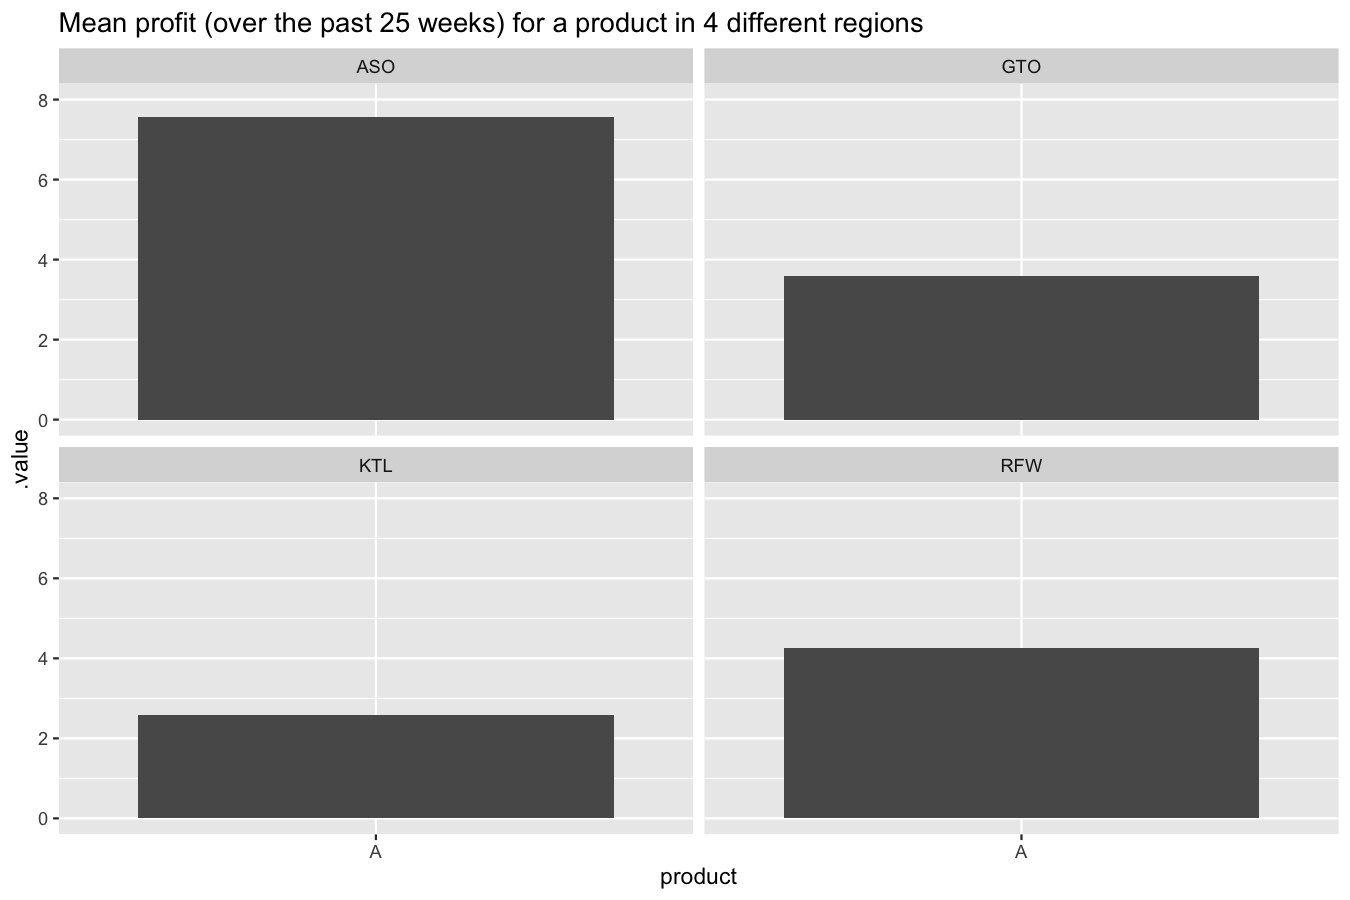 Mean profit (over the past 25 weeks) for a product in 4 different regions
ASO
GTO
8
6
4
2
0
KTL
RFW
8
6
4
2
0
.value
A
A
product